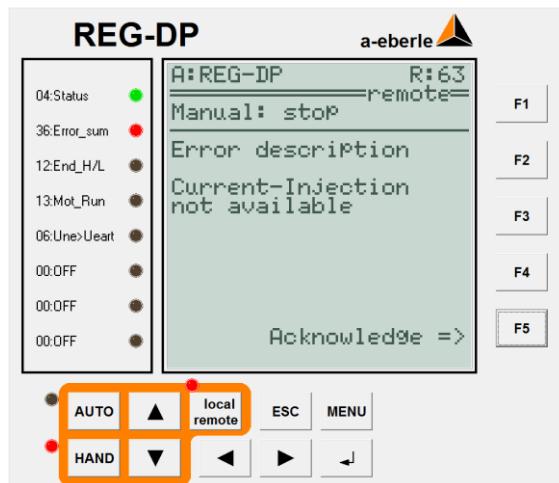 REG-DP
a-eberle
04:Status
36:Error_sum
12:End_H/L
13:Mot_Run
06:Une>Ueart
00:OFF
00:OFF
00:OFF
A:REG-DP R:63
remote
Manual: stop
Error description
Current-Injection
not available
Acknowledge =>
F1
F2
F3
F4
F5
AUTO ▲ local
remote ESC MENU
HAND ▼ ◀ ▶ ↵